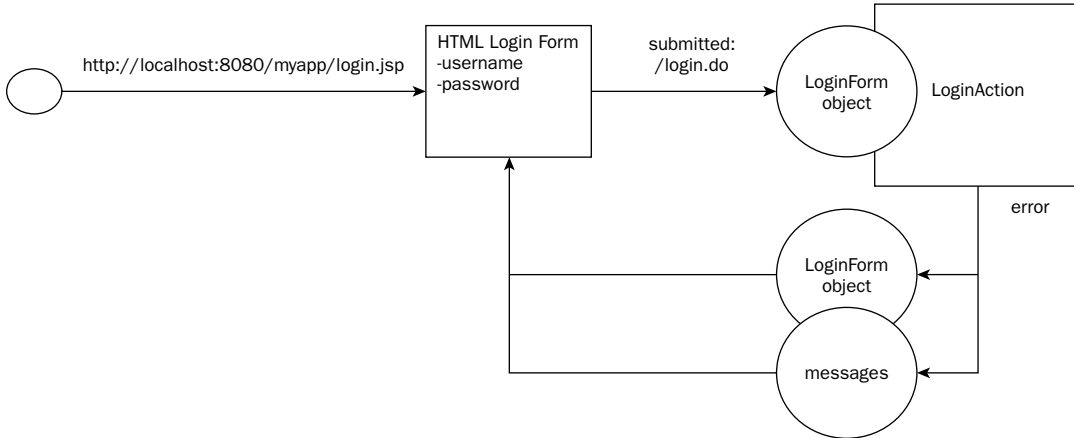 http://localhost:8080/myapp/login.jsp
HTML Login Form
-username
-password
submitted:
/login.do
LoginForm
object
LoginAction
error
LoginForm
object
messages